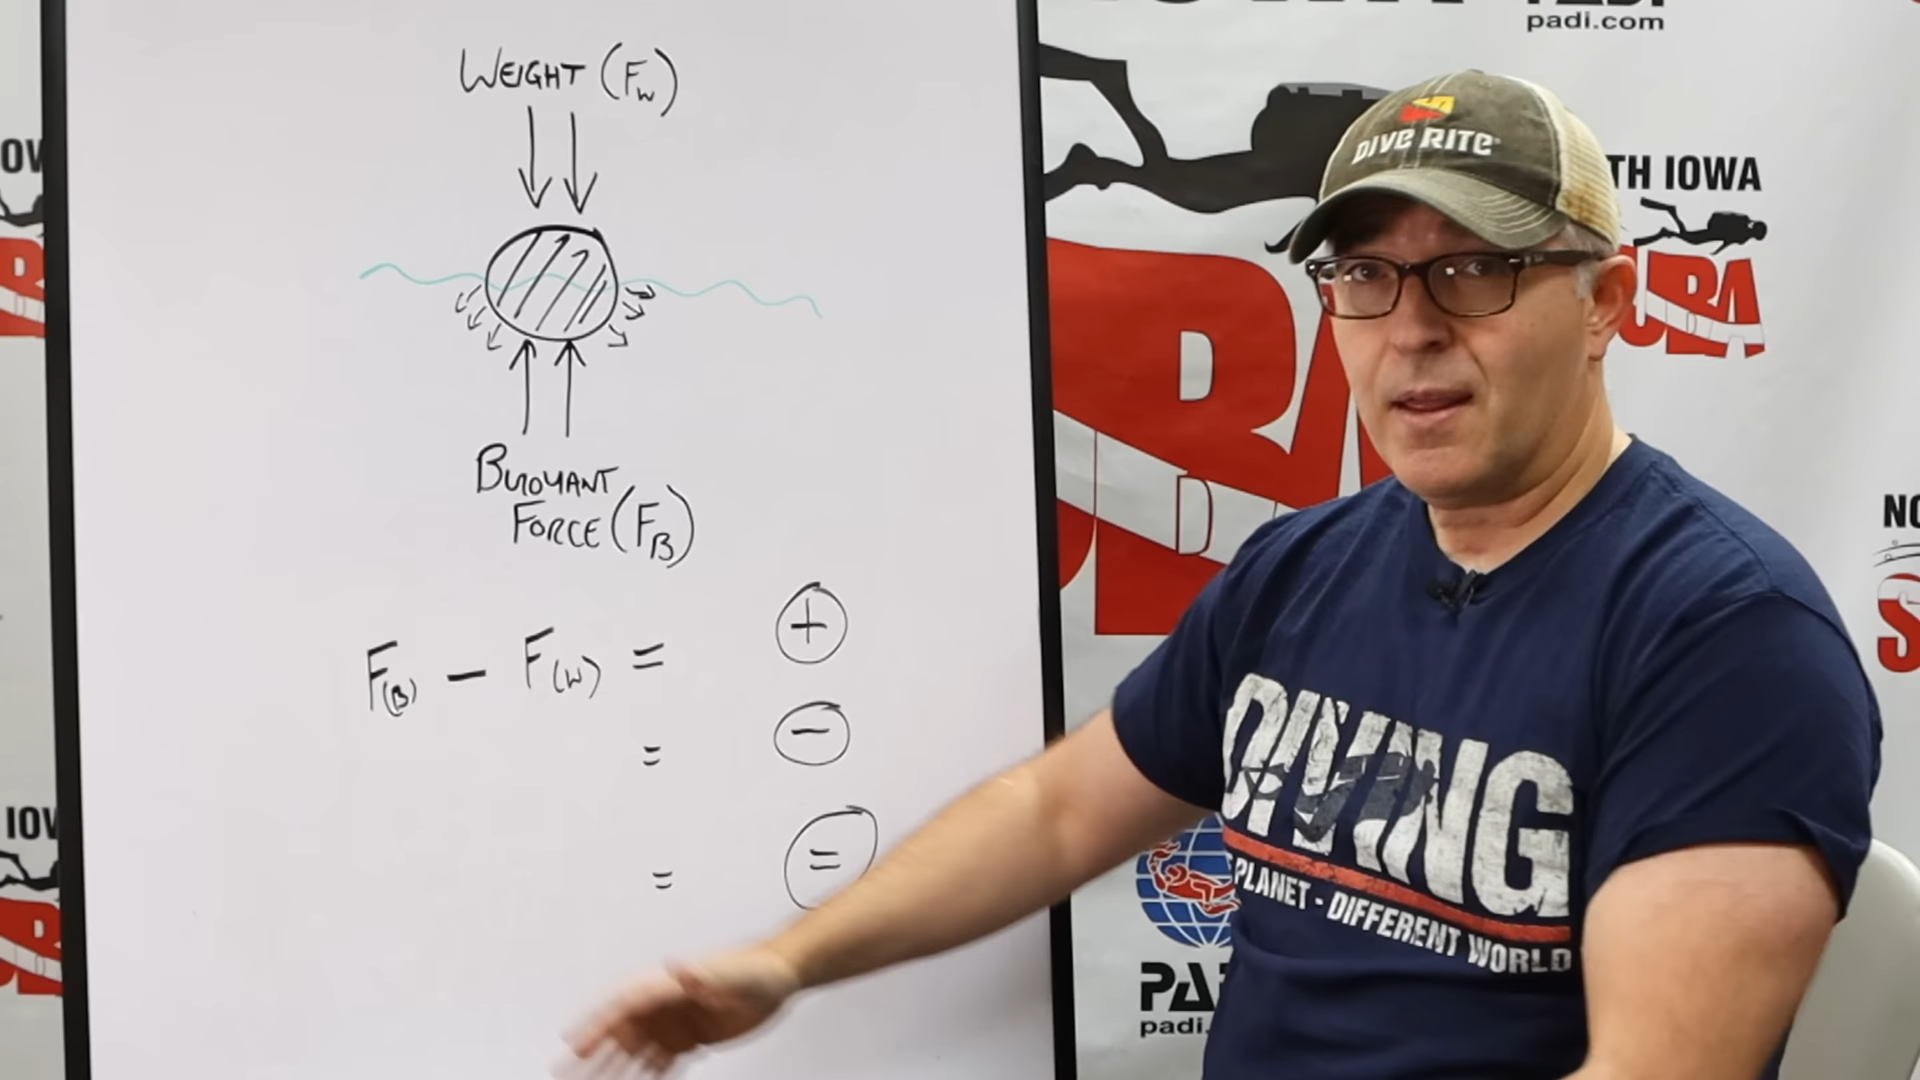 WEIGHT (FW)
BUOYANT
FORCE (FB)
F(B) - F(W) = +
= -
= =
padi.com
DIVE RITE
TH IOWA
UBA
NO
S
DIVING
PLANET - DIFFERENT WORLD
PA
padi.
IOW